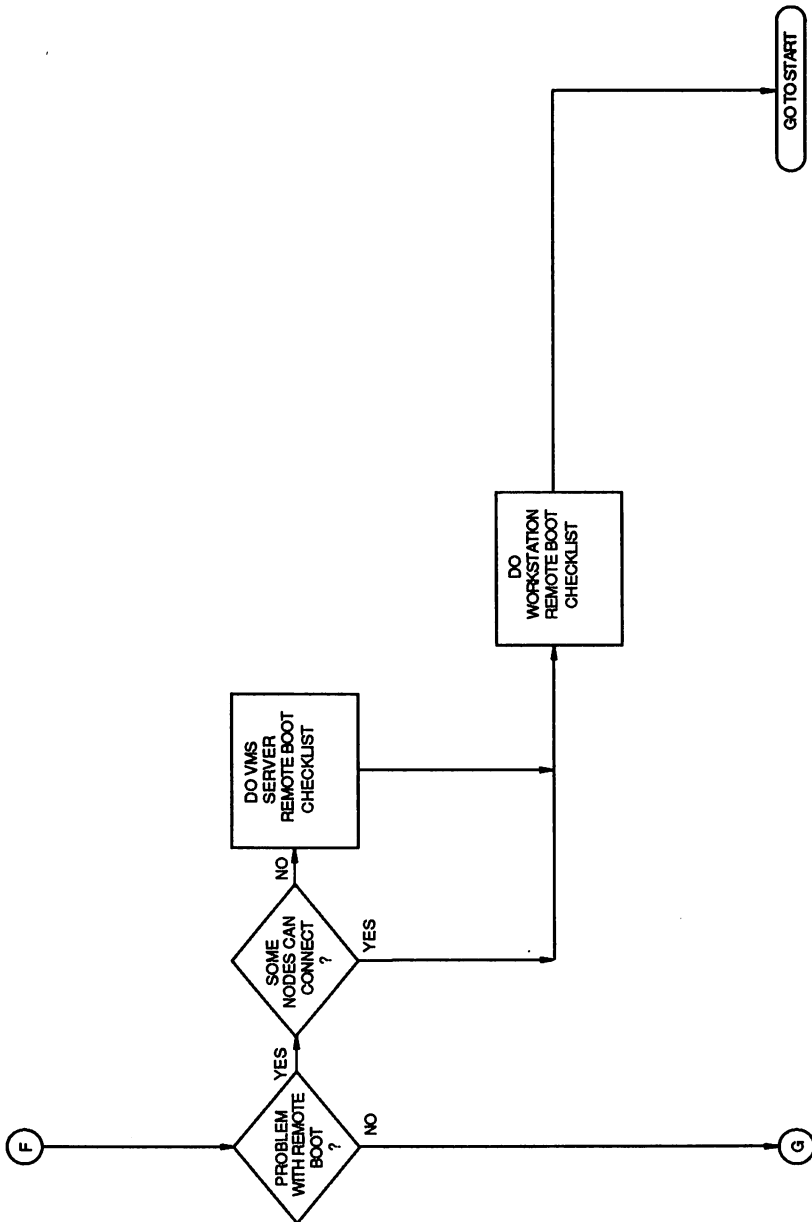 F
PROBLEM
WITH REMOTE
BOOT
?
YES
NO
SOME
NODES CAN
CONNECT
?
NO
YES
DO VMS
SERVER
REMOTE BOOT
CHECKLIST
DO
WORKSTATION
REMOTE BOOT
CHECKLIST
GO TO START
G